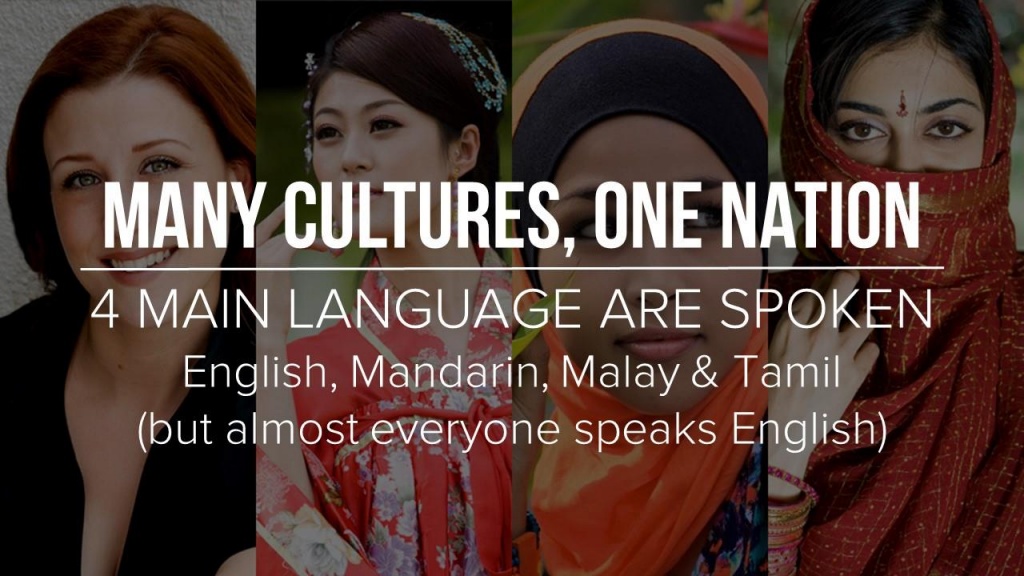 MANY CULTURES, ONE NATION
4 MAIN LANGUAGE ARE SPOKEN
English, Mandarin, Malay & Tamil
(but almost everyone speaks English)